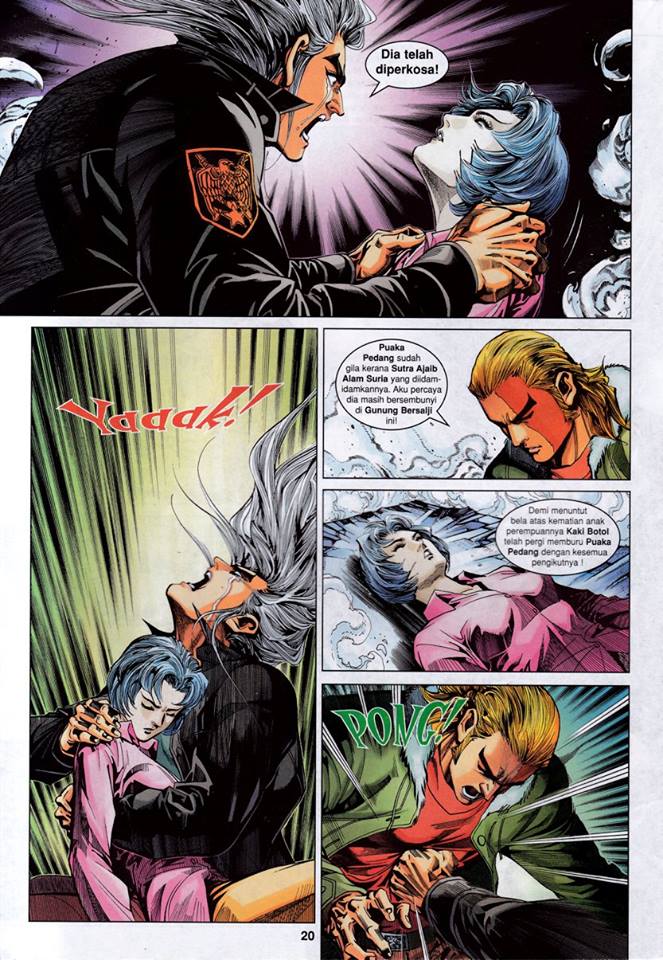 Dia telah
diperkosa!
Yaaak!
Puaka
Pedang sudah
gila kerana Sutra Ajaib
Alam Suria yang diidam-
idamkannya. Aku percaya
dia masih bersembunyi
di Gunung Bersalji
ini!
Demi menuntut
bela atas kematian anak
perempuannya Kaki Botol
telah pergi memburu Puaka
Pedang dengan kesemua
pengikutnya !
PONG!
20